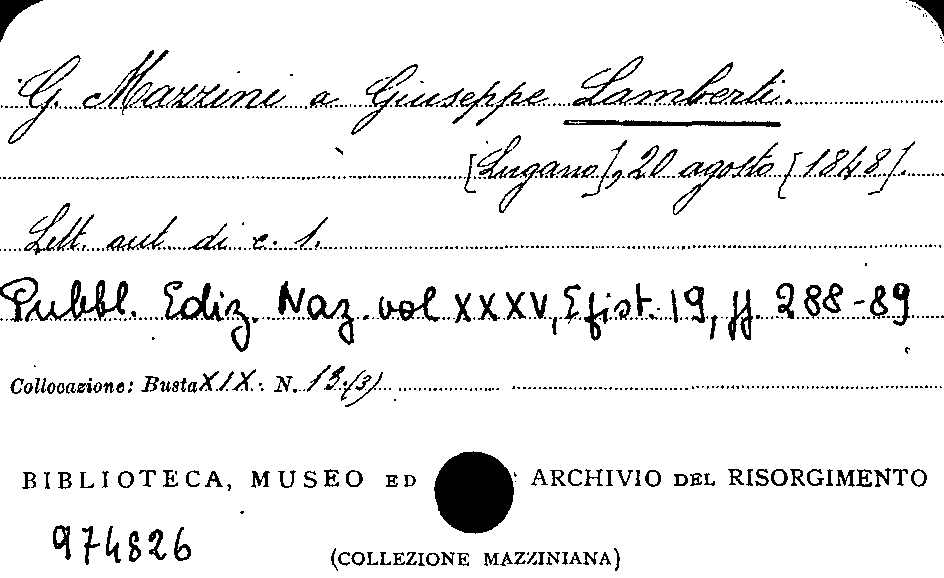 G. Mazzini a Giuseppe Lamberti.
[Lugano], 20 agosto [1848].
Lett. aut. di c. 1.
Pubbl. Ediz. Naz. vol XXXV, Epist. 19, pp. 288-89
Collocazione: Busta XIX. N. 13.(3)
BIBLIOTECA, MUSEO ED ARCHIVIO DEL RISORGIMENTO
974826
(COLLEZIONE MAZZINIANA)